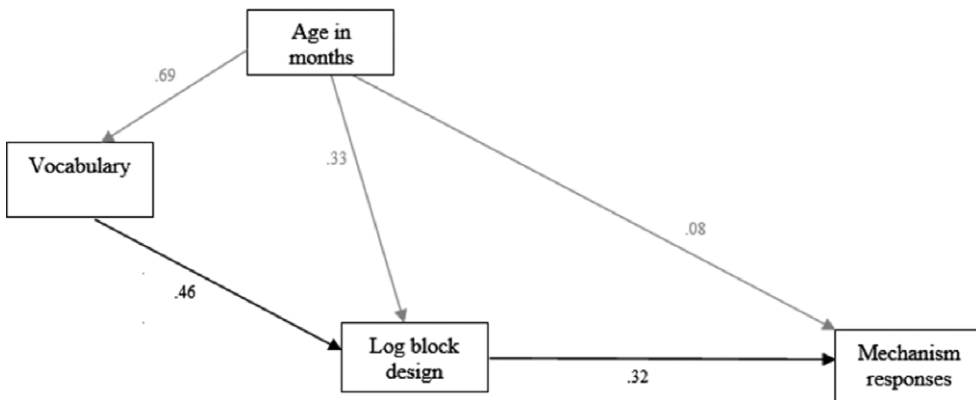 Age in
months
.69
Vocabulary
.33
.08
.46
Log block
design
.32
Mechanism
responses